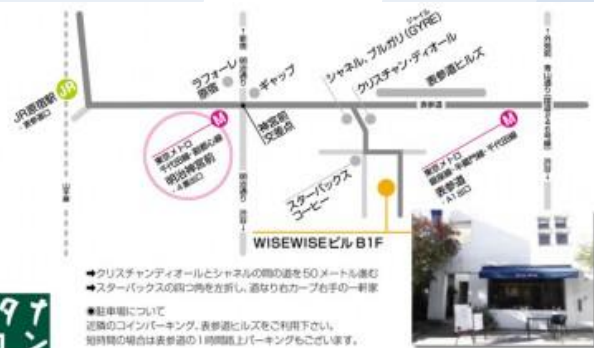 ジャイル
シャネル、ブルガリ(GYRE)
クリスチャン・ディオール
ラフォーレ
原宿
ギャップ
表参道ヒルズ
JR
JR原宿駅
・表参道口
山手線
明治通り
表参道
神宮前
交差点
M
東京メトロ
千代田線・副都心線
明治神宮前
・4番出口
明治通り
渋谷
M
東京メトロ
銀座線・半蔵門線・千代田線
表参道
・A1出口
スターバックス
コーヒー
WISEWISEビル B1F
➡クリスチャンディオールとシャネルの間の道を50メートル進む
➡スターバックスの四つ角を左折し、道なり右カーブ右手の一軒家
■駐車場について
近隣のコインパーキング、表参道ヒルズをご利用下さい。
短時間の場合は表参道の1時間路上パーキングもございます。
タナ
コン